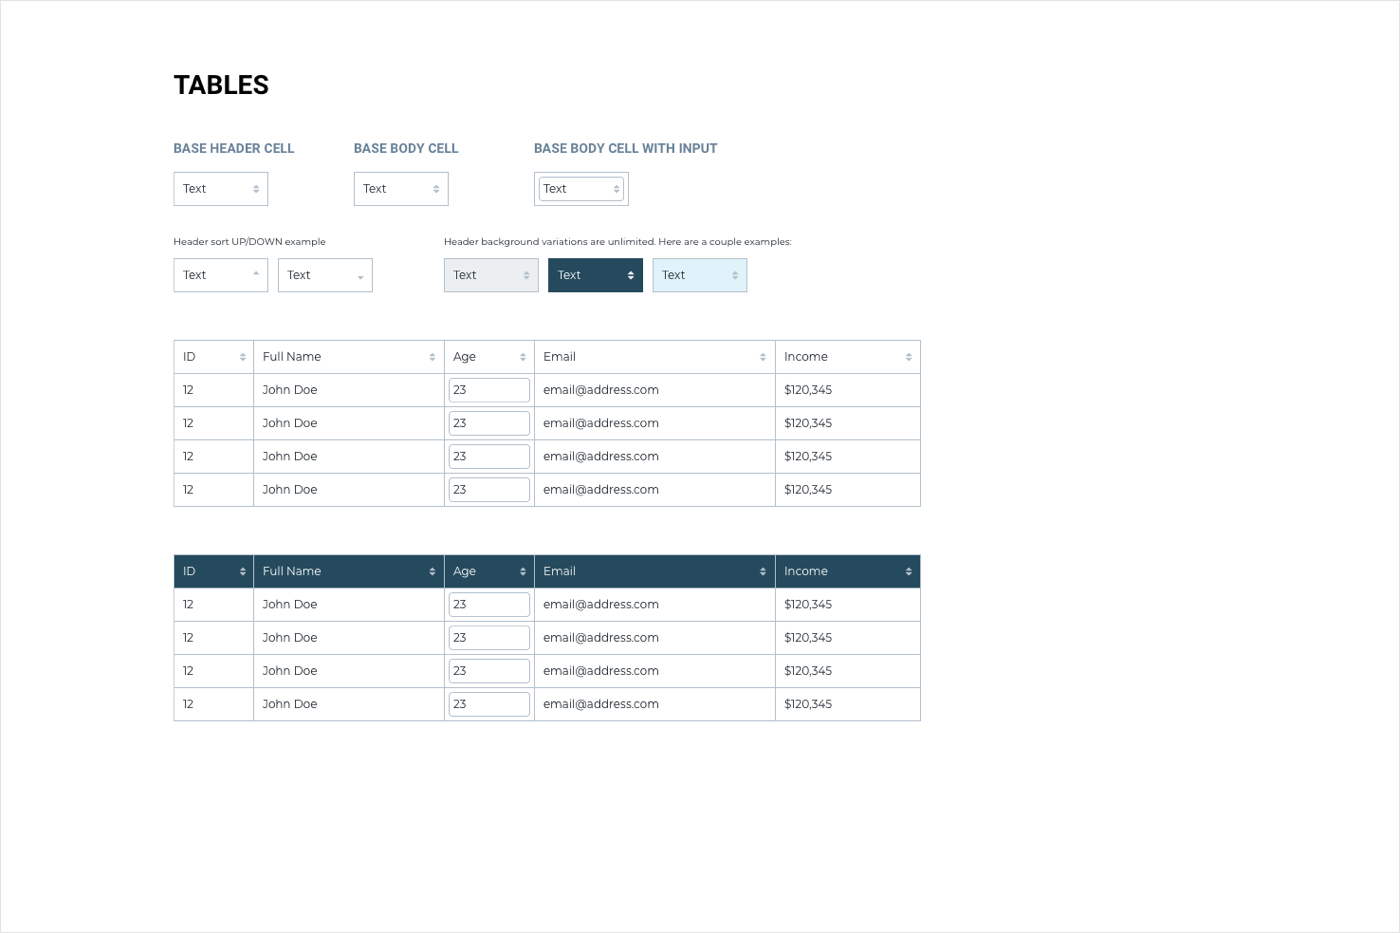 TABLES
BASE HEADER CELL BASE BODY CELL BASE BODY CELL WITH INPUT
Text Text Text
Header sort UP/DOWN example Header background variations are unlimited. Here are a couple examples:
Text Text Text Text Text
ID Full Name Age Email Income
12 John Doe 23 email@address.com $120,345
12 John Doe 23 email@address.com $120,345
12 John Doe 23 email@address.com $120,345
12 John Doe 23 email@address.com $120,345
ID Full Name Age Email Income
12 John Doe 23 email@address.com $120,345
12 John Doe 23 email@address.com $120,345
12 John Doe 23 email@address.com $120,345
12 John Doe 23 email@address.com $120,345